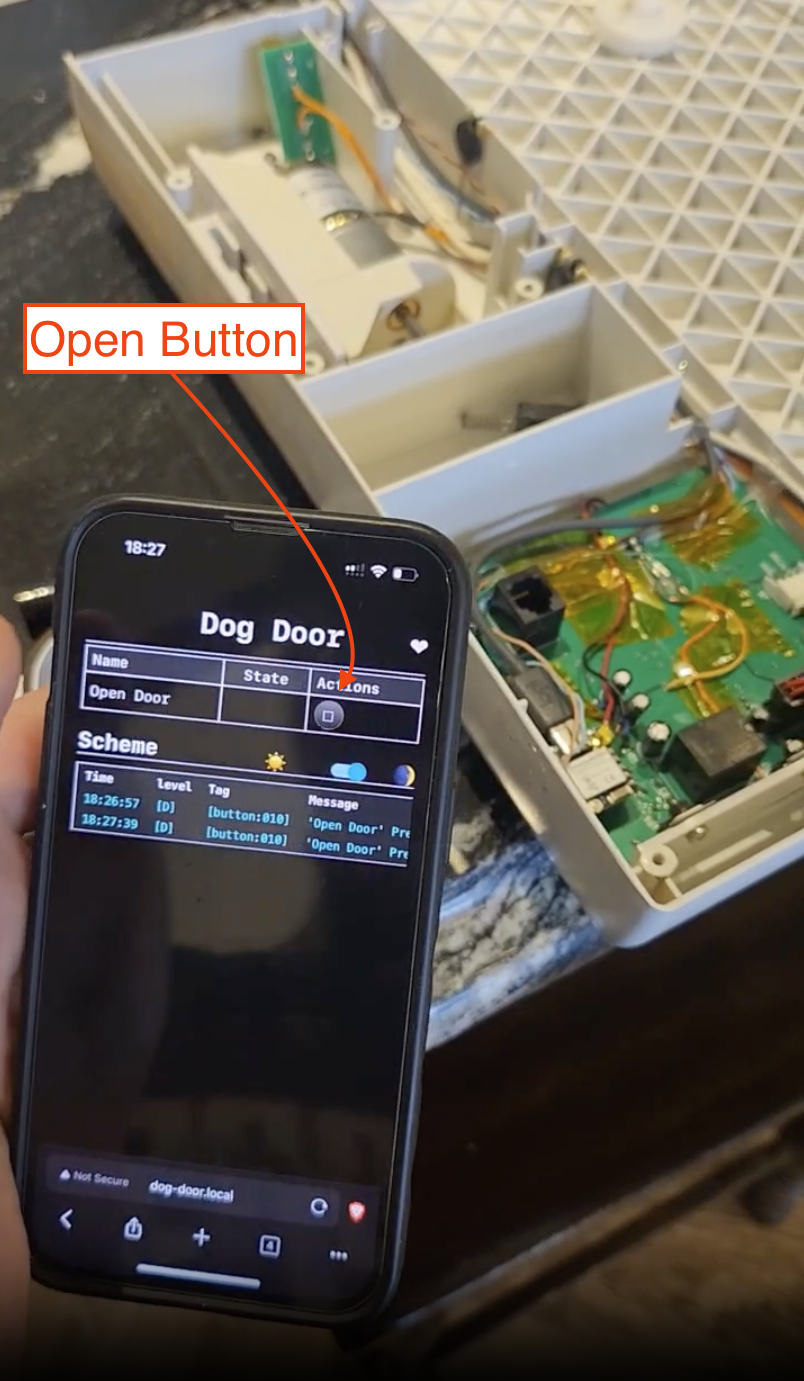 Open Button
18:27
Dog Door
Name State Actions
Open Door
Scheme
Time level Tag Message
18:26:57 [D] [button:010] 'Open Door' Pre
18:27:39 [D] [button:010] 'Open Door' Pre
Not Secure dog-door.local
4